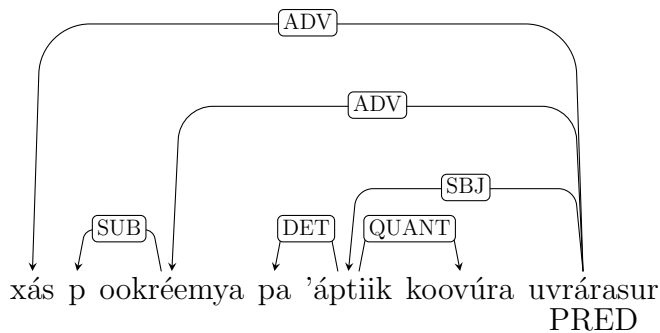 ADV
ADV
SBJ
SUB DET QUANT
xás p ookréemya pa ’áptiik koovúra uvrárasur
PRED